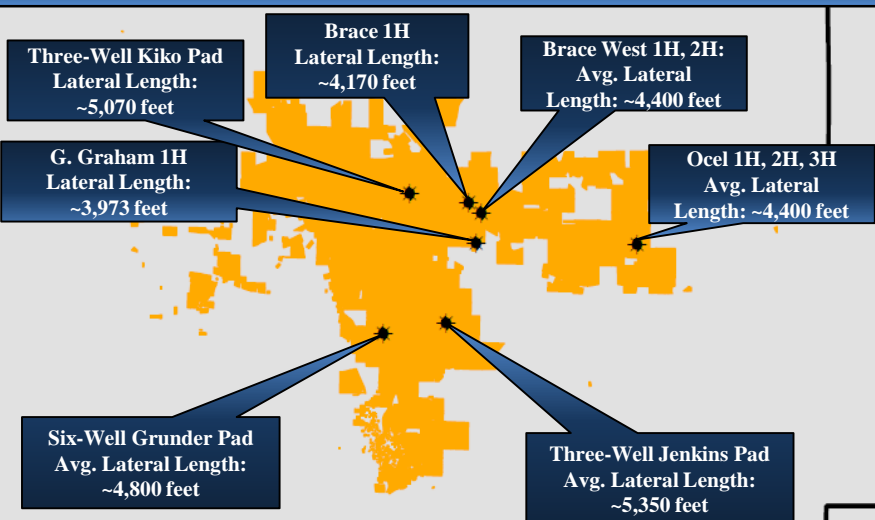 Three-Well Kiko Pad
Lateral Length:
~5,070 feet
Brace 1H
Lateral Length:
~4,170 feet
Brace West 1H, 2H:
Avg. Lateral
Length: ~4,400 feet
G. Graham 1H
Lateral Length:
~3,973 feet
Ocel 1H, 2H, 3H
Avg. Lateral
Length: ~4,400 feet
Six-Well Grunder Pad
Avg. Lateral Length:
~4,800 feet
Three-Well Jenkins Pad
Avg. Lateral Length:
~5,350 feet